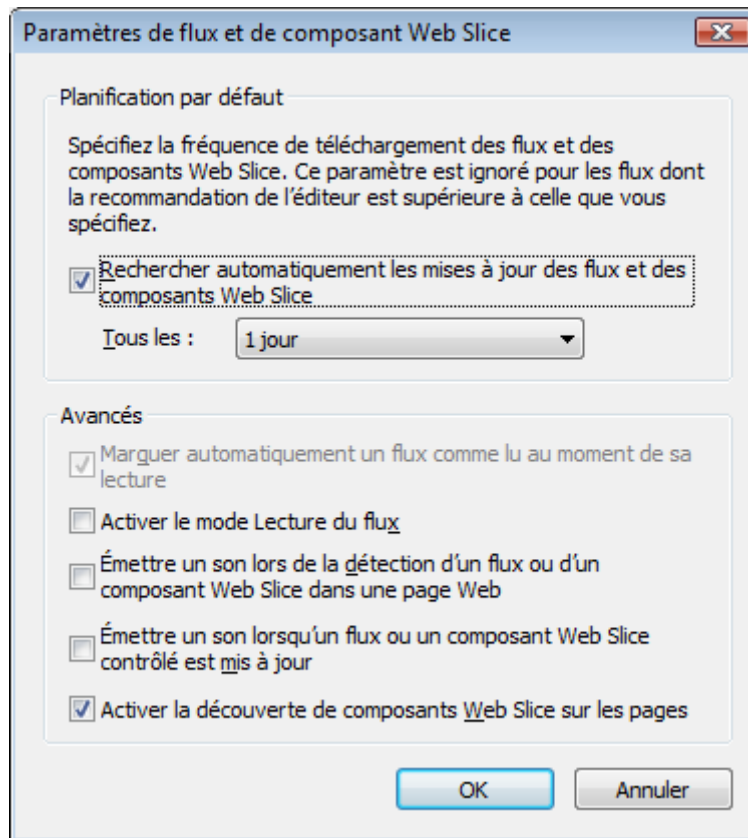 Paramètres de flux et de composant Web Slice
Planification par défaut
Spécifiez la fréquence de téléchargement des flux et des
composants Web Slice. Ce paramètre est ignoré pour les flux dont
la recommandation de l'éditeur est supérieure à celle que vous
spécifiez.
Rechercher automatiquement les mises à jour des flux et des
composants Web Slice
Tous les :
1 jour
Avancés
Marguer automatiquement un flux comme lu au moment de sa
lecture
Activer le mode Lecture du flux
Émettre un son lors de la détection d'un flux ou d'un
composant Web Slice dans une page Web
Émettre un son lorsqu'un flux ou un composant Web Slice
contrôlé est mis à jour
Activer la découverte de composants Web Slice sur les pages
OK
Annuler